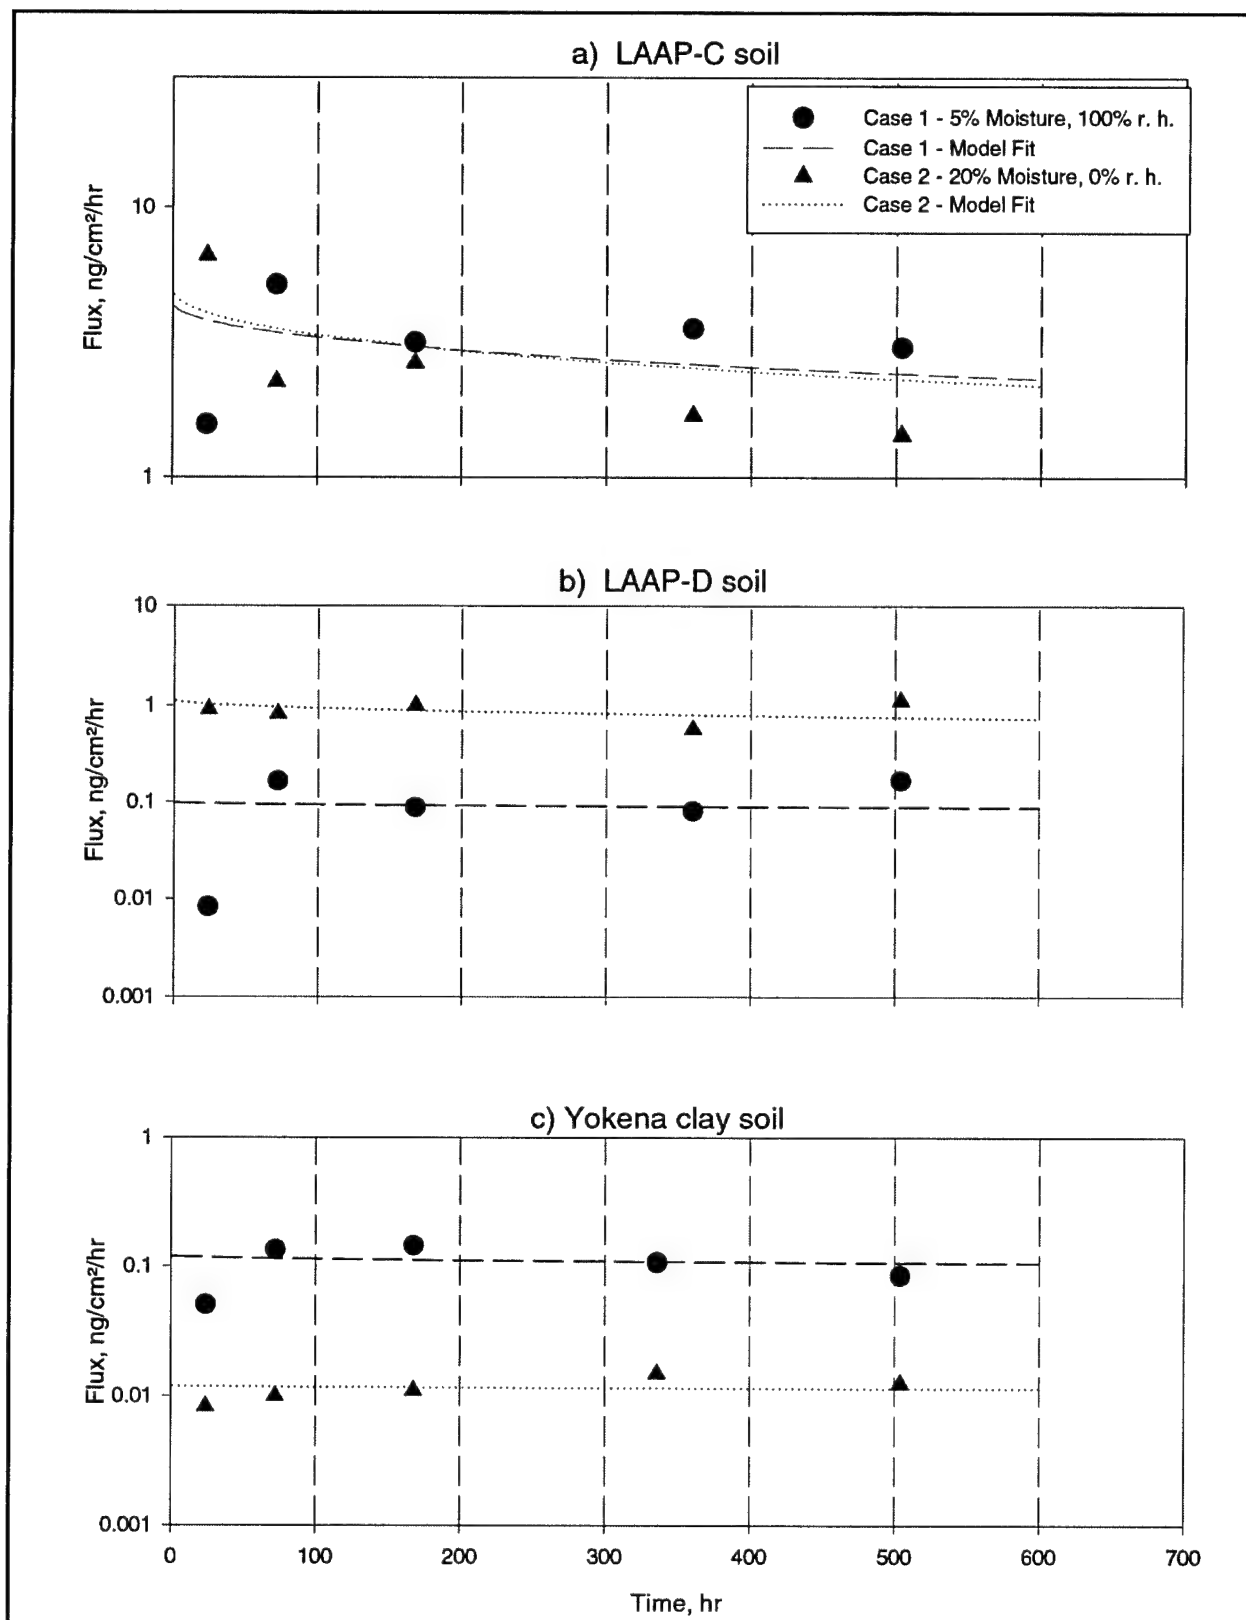 a) LAAP-C soil
Case 1 - 5% Moisture, 100% r. h.
Case 1 - Model Fit
Case 2 - 20% Moisture, 0% r. h.
Case 2 - Model Fit
Flux, ng/cm²/hr
10
1
b) LAAP-D soil
Flux, ng/cm²/hr
10
1
0.1
0.01
0.001
c) Yokena clay soil
Flux, ng/cm²/hr
1
0.1
0.01
0.001
0 100 200 300 400 500 600 700
Time, hr